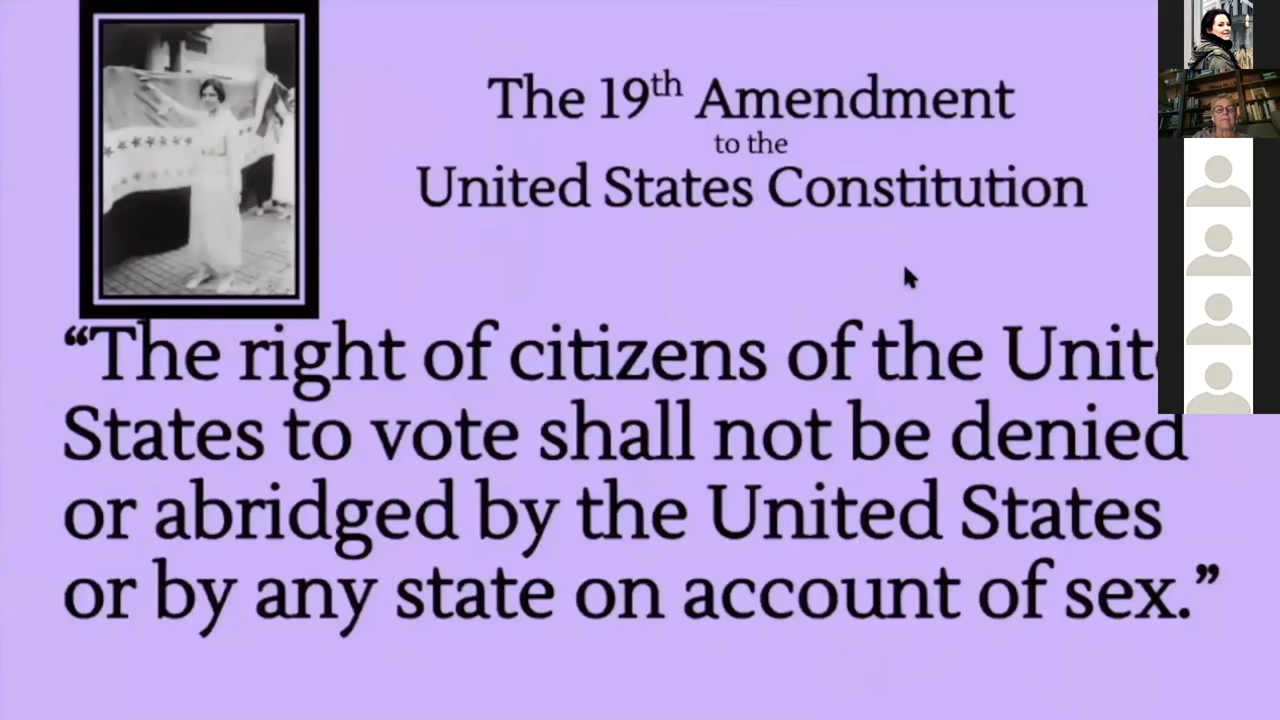 The 19th Amendment
to the
United States Constitution
“The right of citizens of the Unit
States to vote shall not be denied
or abridged by the United States
or by any state on account of sex.”